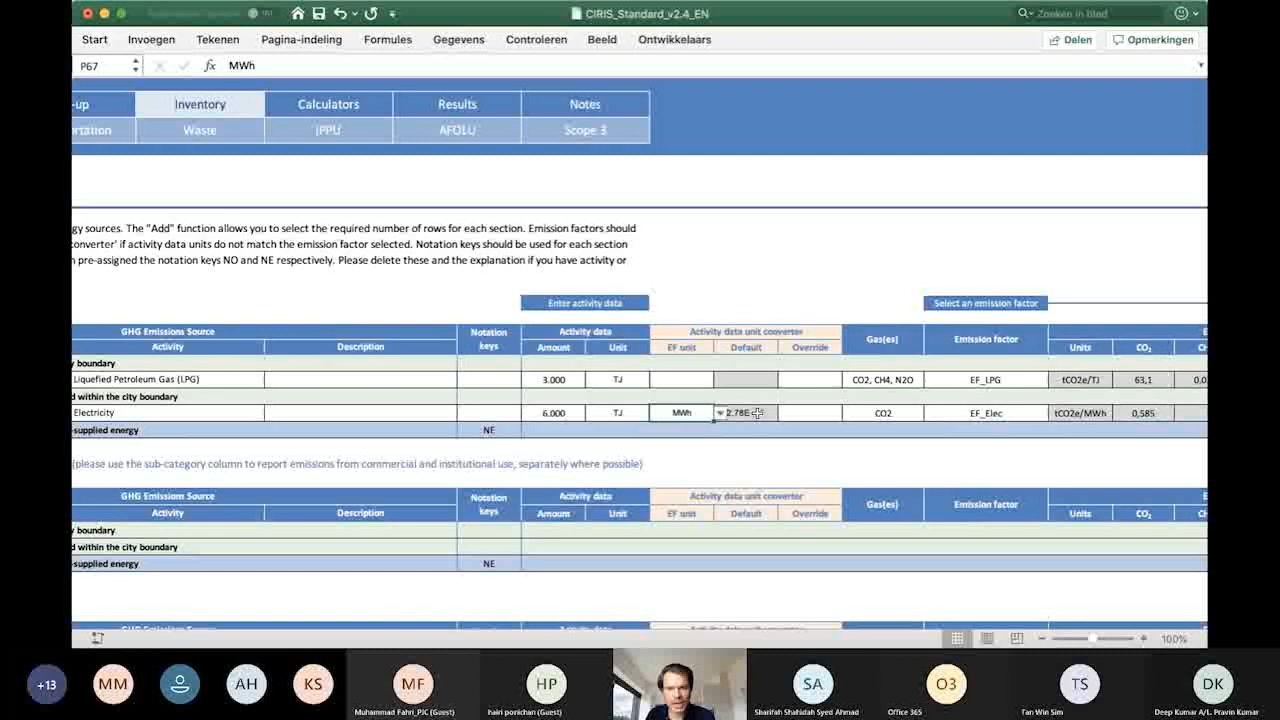 CIRIS_Standard_v2.4_EN
Zoeken in blad
Start Invoegen Tekenen Pagina-indeling Formules Gegevens Controleren Beeld Ontwikkelaars Delen Opmerkingen
P67 fx MWh
-up Inventory Calculators Results Notes
ortation Waste IPPU AFOLU Scope 3
gy sources. The "Add" function allows you to select the required number of rows for each section. Emission factors should
converter' if activity data units do not match the emission factor selected. Notation keys should be used for each section
n pre-assigned the notation keys NO and NE respectively. Please delete these and the explanation if you have activity or
Enter activity data Select an emission factor
GHG Emissions Source Notation keys Activity data Activity data unit converter Gas(es) Emission factor E
Activity Description Amount Unit EF unit Default Override Units CO₂ CH
y boundary
Liquefied Petroleum Gas (LPG) 3.000 TJ CO2, CH4, N2O EF_LPG tCO2e/TJ 63,1 0,0
d within the city boundary
Electricity 6.000 TJ MWh 2.78E CO2 EF_Elec tCO2e/MWh 0,585
-supplied energy NE
(please use the sub-category column to report emissions from commercial and institutional use, separately where possible)
GHG Emissions Source Notation keys Activity data Activity data unit converter Gas(es) Emission factor E
Activity Description Amount Unit EF unit Default Override Units CO₂ CH
y boundary
d within the city boundary
-supplied energy NE
100%
+13 MM AH KS MF HP SA O3 TS DK
Muhammad Fahri_PJC (Guest) hairi ponichan (Guest) Sharifah Shahidah Syed Ahmad Office 365 Tan Win Sim Deep Kumar A/L. Pravin Kumar